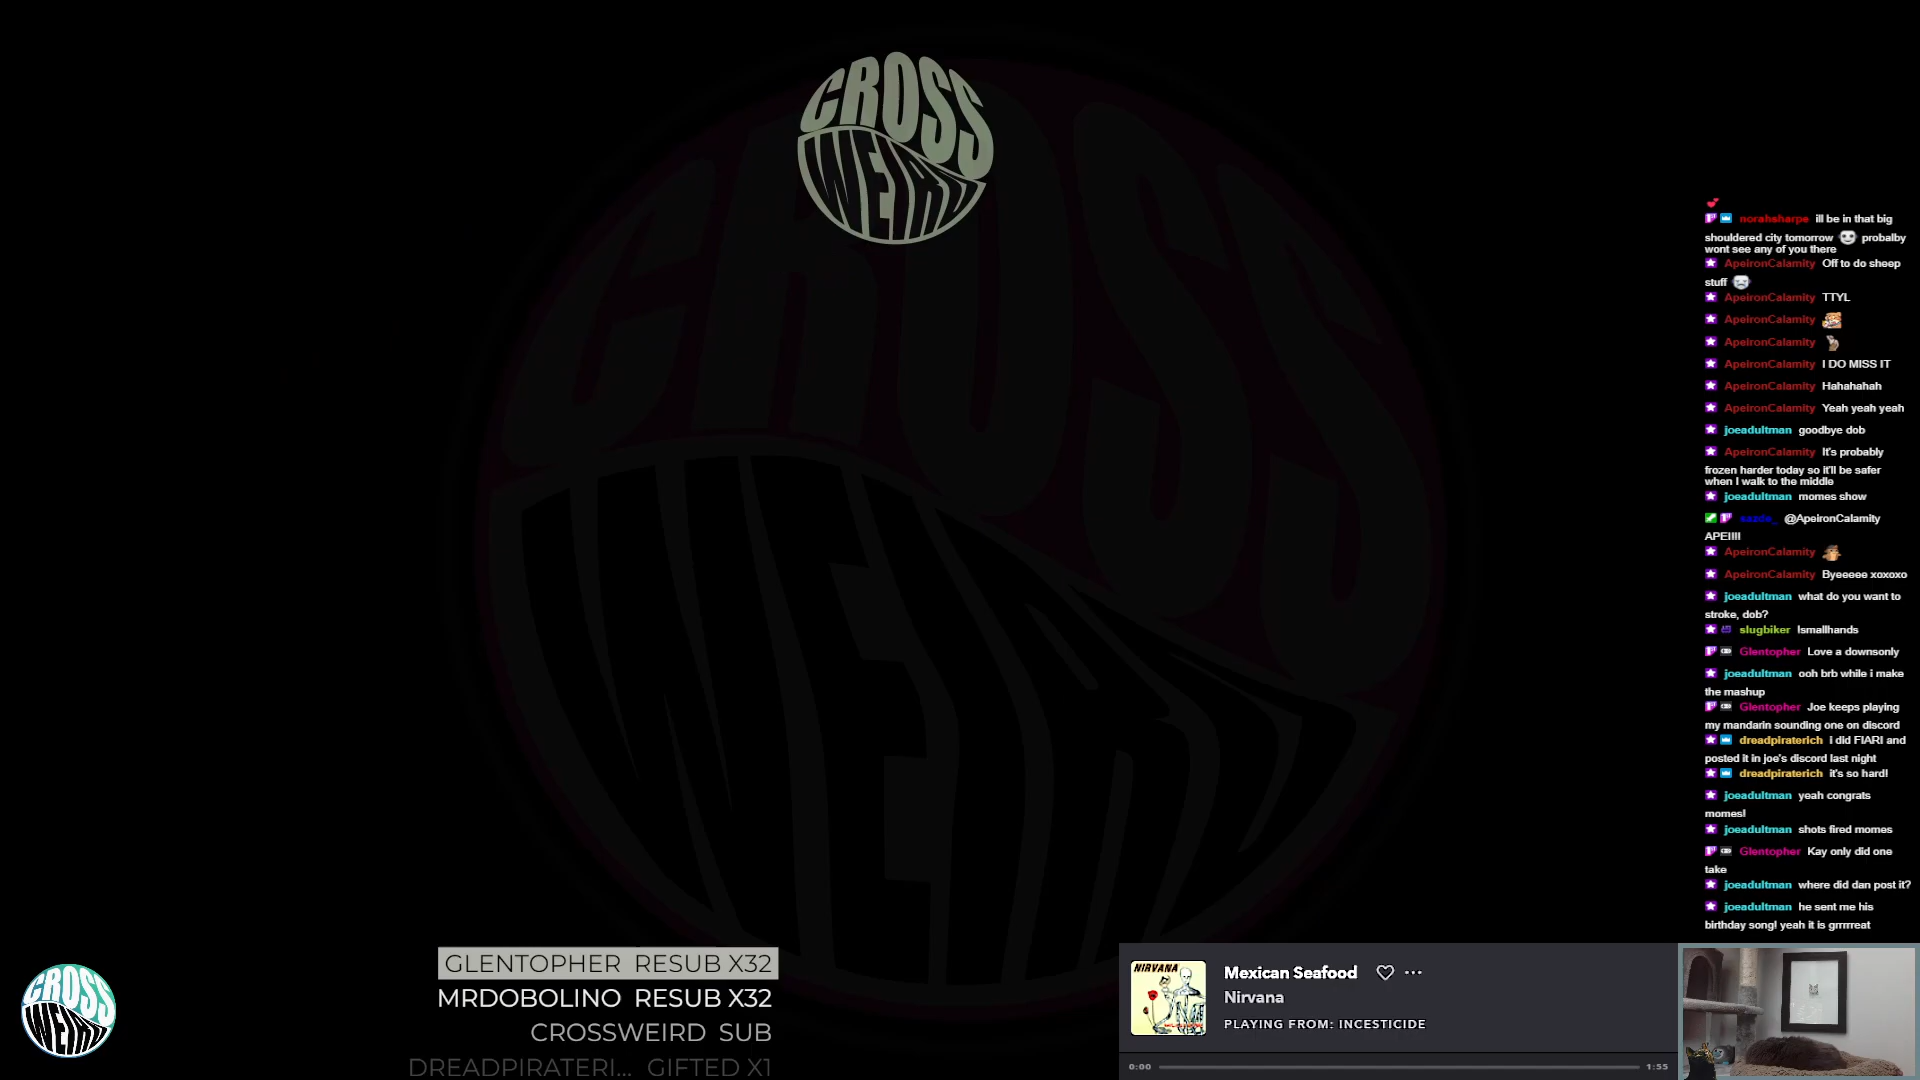 CROSS
WEIRD
CROSS
WEIRD
norahsharpe ill be in that big
shouldered city tomorrow probalby
wont see any of you there
ApeironCalamity Off to do sheep
stuff
ApeironCalamity TTYL
ApeironCalamity
ApeironCalamity
ApeironCalamity I DO MISS IT
ApeironCalamity Hahahahah
ApeironCalamity Yeah yeah yeah
joeadultman goodbye dob
ApeironCalamity It's probably
frozen harder today so it'll be safer
when I walk to the middle
joeadultman momes show
@ApeironCalamity
APEIIII
ApeironCalamity
ApeironCalamity Byeeeee xoxoxo
joeadultman what do you want to
stroke, dob?
slugbiker !smallhands
Glentopher Love a downsonly
joeadultman ooh brb while i make
the mashup
Glentopher Joe keeps playing
my mandarin sounding one on discord
dreadpiraterich i did FIARI and
posted it in joe's discord last night
dreadpiraterich it's so hard!
joeadultman yeah congrats
momes!
joeadultman shots fired momes
Glentopher Kay only did one
take
joeadultman where did dan post it?
joeadultman he sent me his
birthday song! yeah it is grrrrreat
GLENTOPHER RESUB X32
MRDOBOLINO RESUB X32
CROSSWEIRD SUB
DREADPIRATERI... GIFTED X1
CROSS
WEIRD
NIRVANA
Mexican Seafood
Nirvana
PLAYING FROM: INCESTICIDE
0:00 1:55